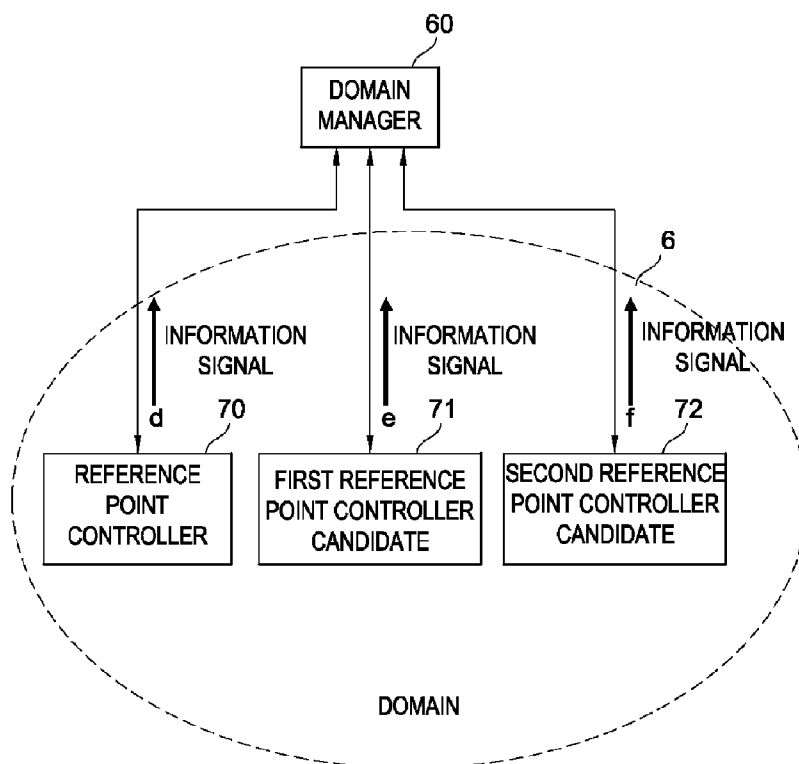 60
DOMAIN
MANAGER
6
INFORMATION
SIGNAL
INFORMATION
SIGNAL
INFORMATION
SIGNAL
d
e
f
70
71
72
REFERENCE
POINT
CONTROLLER
FIRST REFERENCE
POINT CONTROLLER
CANDIDATE
SECOND REFERENCE
POINT CONTROLLER
CANDIDATE
DOMAIN